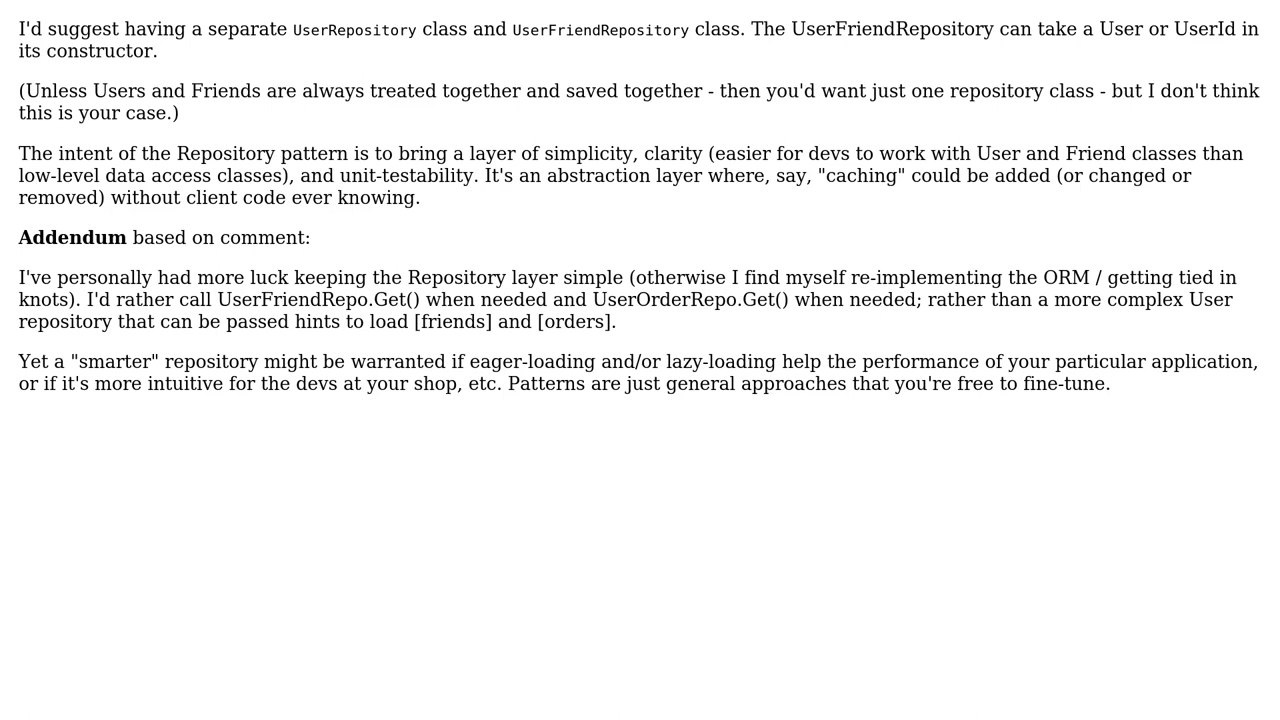 I'd suggest having a separate UserRepository class and UserFriendRepository class. The UserFriendRepository can take a User or UserId in
its constructor.
(Unless Users and Friends are always treated together and saved together - then you'd want just one repository class - but I don't think
this is your case.)
The intent of the Repository pattern is to bring a layer of simplicity, clarity (easier for devs to work with User and Friend classes than
low-level data access classes), and unit-testability. It's an abstraction layer where, say, "caching" could be added (or changed or
removed) without client code ever knowing.
Addendum based on comment:
I've personally had more luck keeping the Repository layer simple (otherwise I find myself re-implementing the ORM / getting tied in
knots). I'd rather call UserFriendRepo.Get() when needed and UserOrderRepo.Get() when needed; rather than a more complex User
repository that can be passed hints to load [friends] and [orders].
Yet a "smarter" repository might be warranted if eager-loading and/or lazy-loading help the performance of your particular application,
or if it's more intuitive for the devs at your shop, etc. Patterns are just general approaches that you're free to fine-tune.